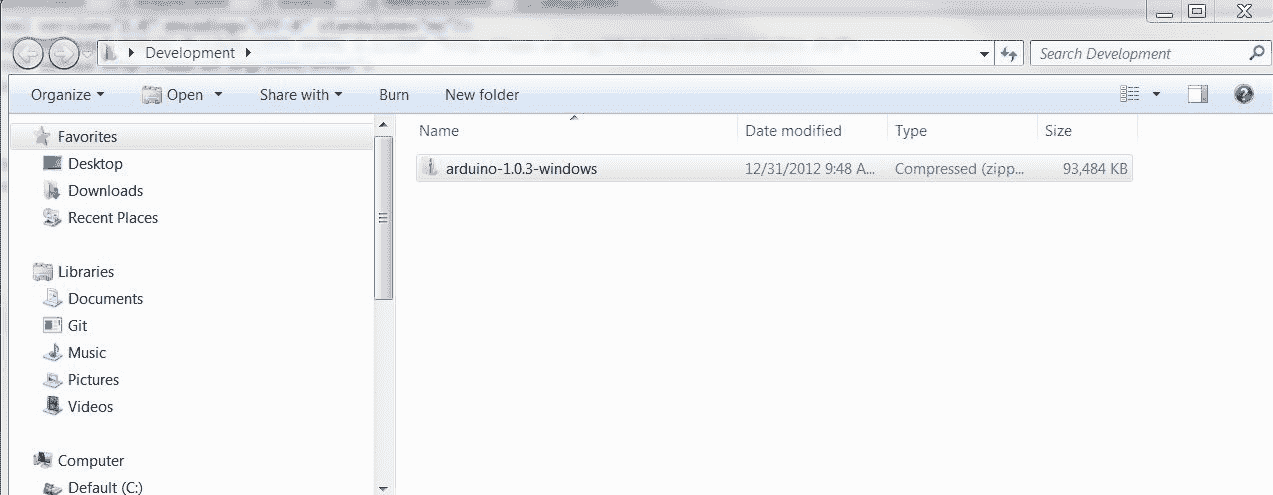 Development
Search Development
Organize Open Share with Burn New folder
Name Date modified Type Size
arduino-1.0.3-windows 12/31/2012 9:48 A... Compressed (zipp... 93,484 KB
Favorites
Desktop
Downloads
Recent Places
Libraries
Documents
Git
Music
Pictures
Videos
Computer
Default (C:)